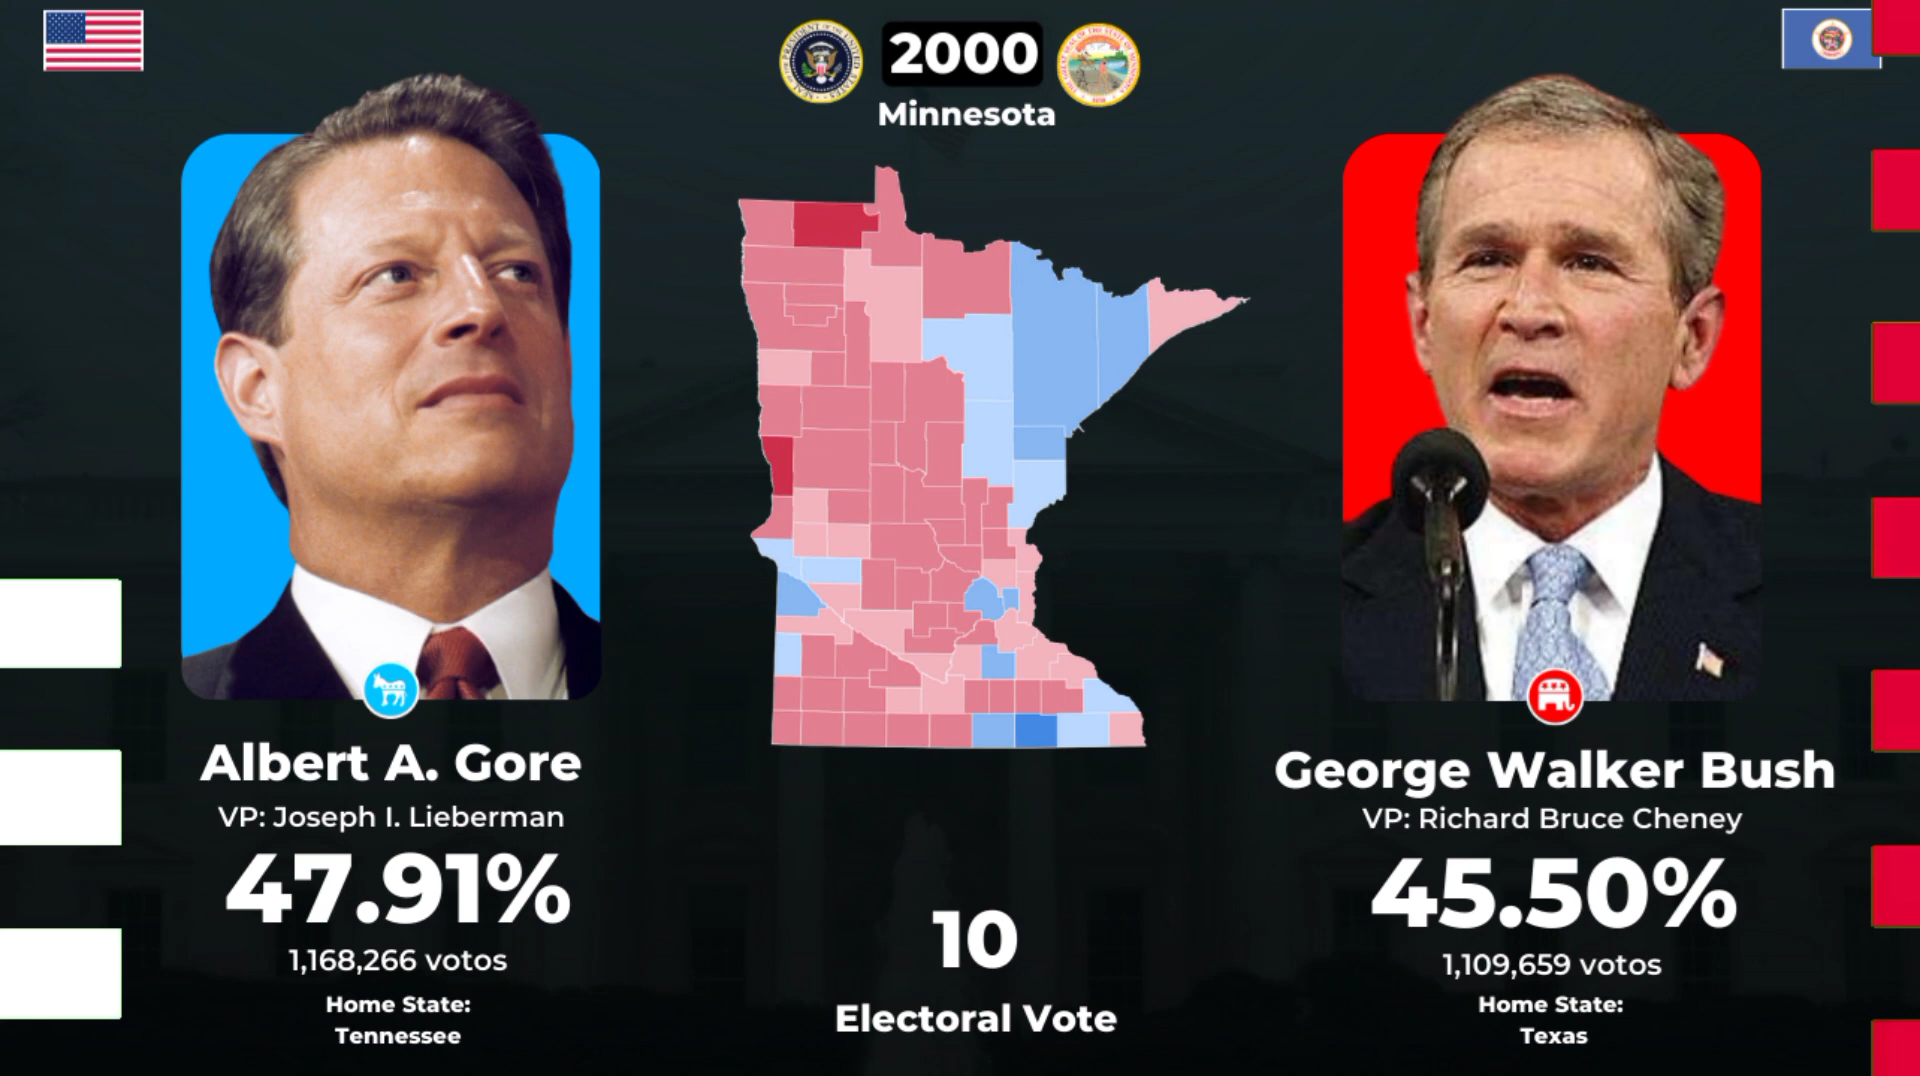 2000
Minnesota
Albert A. Gore
VP: Joseph I. Lieberman
47.91%
1,168,266 votos
Home State:
Tennessee
10
Electoral Vote
George Walker Bush
VP: Richard Bruce Cheney
45.50%
1,109,659 votos
Home State:
Texas